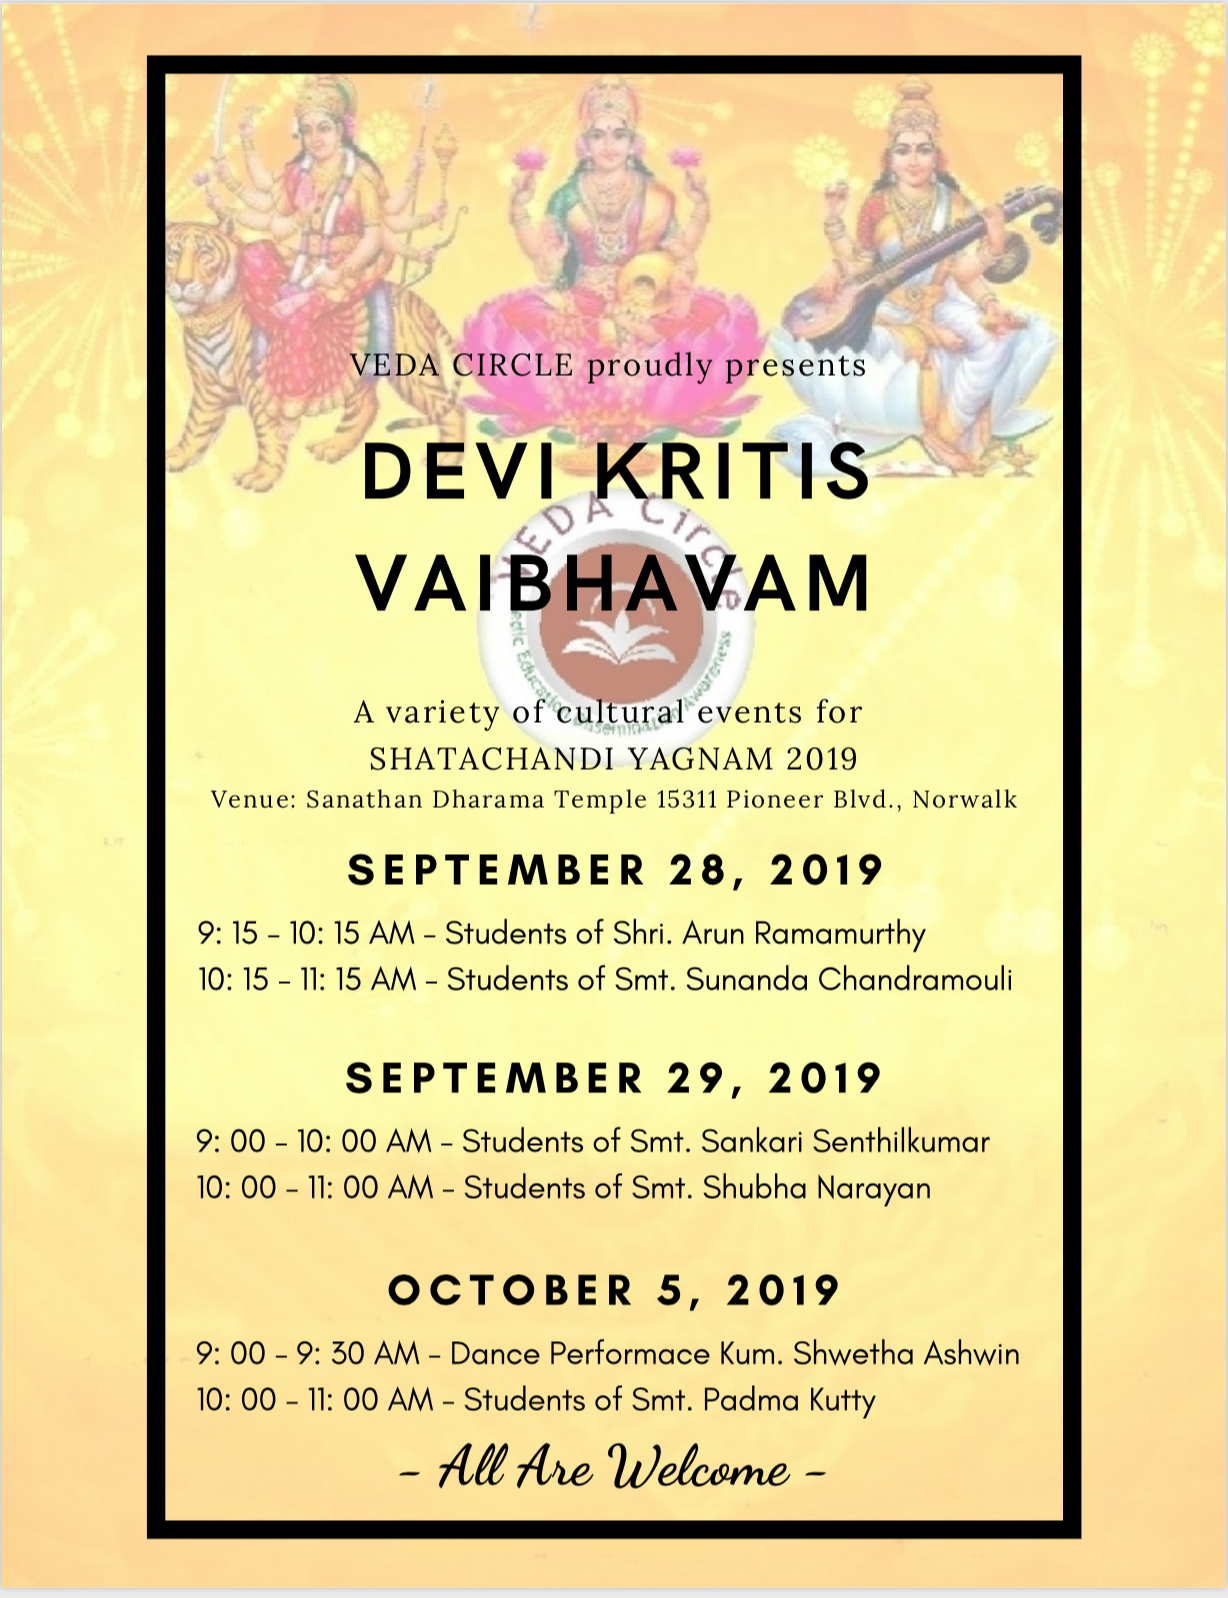 VEDA CIRCLE proudly presents
DEVI KRITIS
VAIBHAVAM
VEDA Circle
Education Dissemination Awareness
A variety of cultural events for
SHATACHANDI YAGNAM 2019
Venue: Sanathan Dharama Temple 15311 Pioneer Blvd., Norwalk
SEPTEMBER 28, 2019
9: 15 - 10: 15 AM - Students of Shri. Arun Ramamurthy
10: 15 - 11: 15 AM - Students of Smt. Sunanda Chandramouli
SEPTEMBER 29, 2019
9: 00 - 10: 00 AM - Students of Smt. Sankari Senthilkumar
10: 00 - 11: 00 AM - Students of Smt. Shubha Narayan
OCTOBER 5, 2019
9: 00 - 9: 30 AM - Dance Performace Kum. Shwetha Ashwin
10: 00 - 11: 00 AM - Students of Smt. Padma Kutty
- All Are Welcome -